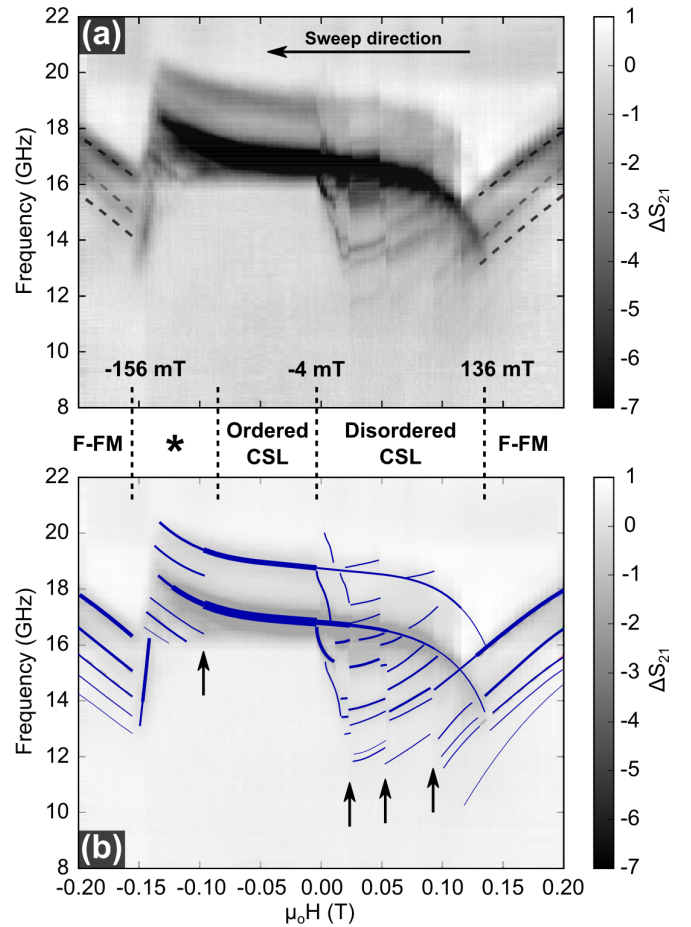 (a)
Sweep direction
22
20
18
16
14
12
10
8
Frequency (GHz)
1
0
-1
-2
-3
-4
-5
-6
-7
ΔS21
-156 mT
-4 mT
136 mT
F-FM
*
Ordered CSL
Disordered CSL
F-FM
22
20
18
16
14
12
10
8
Frequency (GHz)
1
0
-1
-2
-3
-4
-5
-6
-7
ΔS21
(b)
-0.20 -0.15 -0.10 -0.05 0.00 0.05 0.10 0.15 0.20
μoH (T)